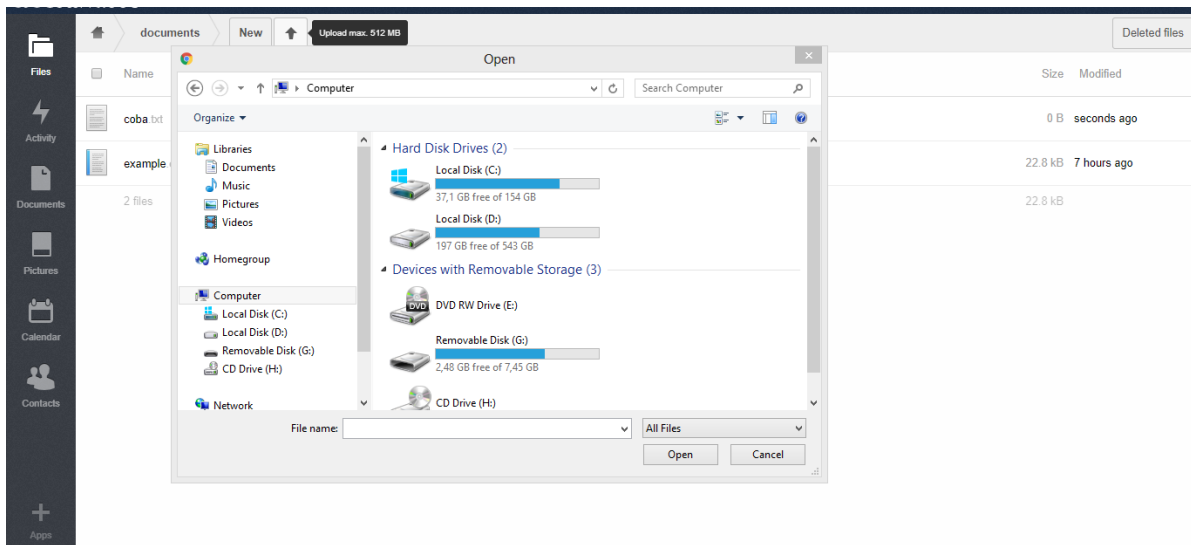 documents
New
Upload max. 512 MB
Deleted files
Files
Activity
Documents
Pictures
Calendar
Contacts
Apps
Name
Size
Modified
coba.txt
0 B
seconds ago
example
22.8 kB
7 hours ago
2 files
22.8 kB
Open
Computer
Search Computer
Organize
Libraries
Documents
Music
Pictures
Videos
Homegroup
Computer
Local Disk (C:)
Local Disk (D:)
Removable Disk (G:)
CD Drive (H:)
Network
Hard Disk Drives (2)
Local Disk (C:)
37,1 GB free of 154 GB
Local Disk (D:)
197 GB free of 543 GB
Devices with Removable Storage (3)
DVD
DVD RW Drive (E:)
Removable Disk (G:)
2,48 GB free of 7,45 GB
CD Drive (H:)
File name:
All Files
Open
Cancel